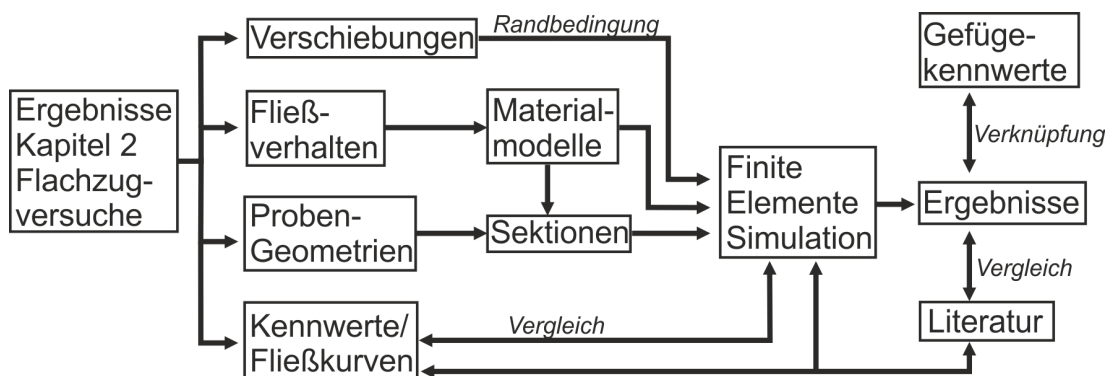 Ergebnisse
Kapitel 2
Flachzug-
versuche
Verschiebungen
Randbedingung
Fließ-
verhalten
Material-
modelle
Proben-
Geometrien
Sektionen
Kennwerte/
Fließkurven
Vergleich
Finite
Elemente
Simulation
Gefüge-
kennwerte
Verknüpfung
Ergebnisse
Vergleich
Literatur